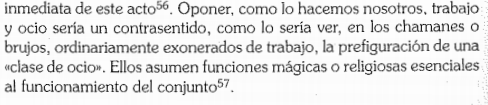 inmediata de este acto56. Oponer, como lo hacemos nosotros, trabajo
y ocio sería un contrasentido, como lo sería ver, en los chamanes o
brujos, ordinariamente exonerados de trabajo, la prefiguración de una
«clase de ocio». Ellos asumen funciones mágicas o religiosas esenciales
al funcionamiento del conjunto57.